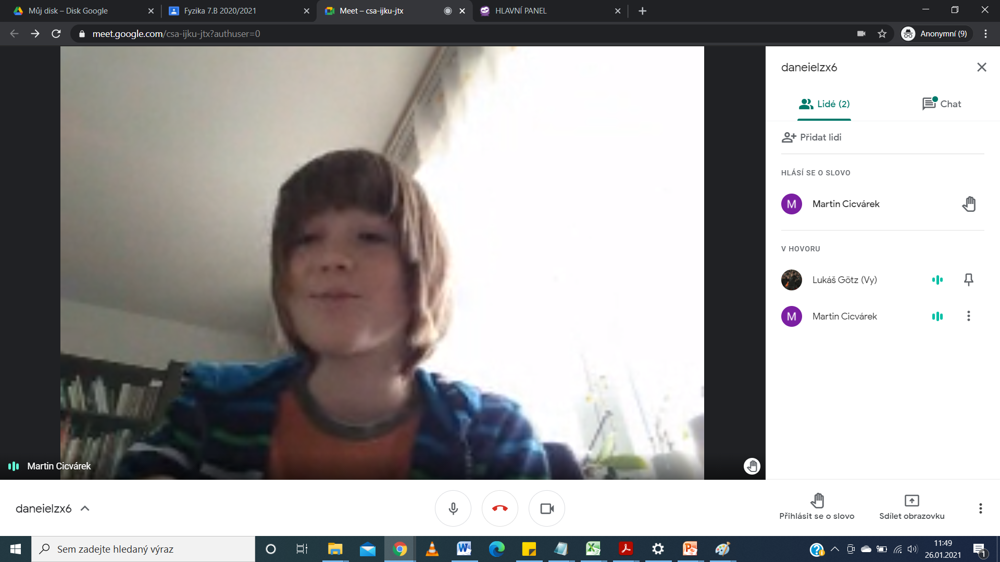 Můj disk – Disk Google
Fyzika 7.B 2020/2021
Meet – csa-ijku-jtx
HLAVNÍ PANEL
meet.google.com/csa-ijku-jtx?authuser=0
Anonymní (9)
daneielzx6
Lidé (2)
Chat
Přidat lidi
HLÁSÍ SE O SLOVO
M
Martin Cicvárek
V HOVORU
Lukáš Götz (Vy)
M
Martin Cicvárek
Martin Cicvárek
daneielzx6
Přihlásit se o slovo
Sdílet obrazovku
Sem zadejte hledaný výraz
11:49
26.01.2021
1